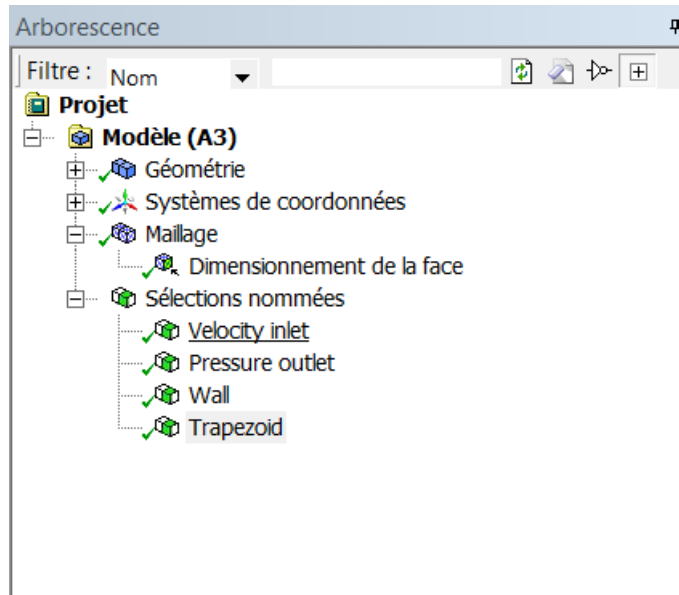 Arborescence
Filtre : Nom
Projet
Modèle (A3)
Géométrie
Systèmes de coordonnées
Maillage
Dimensionnement de la face
Sélections nommées
Velocity inlet
Pressure outlet
Wall
Trapezoid